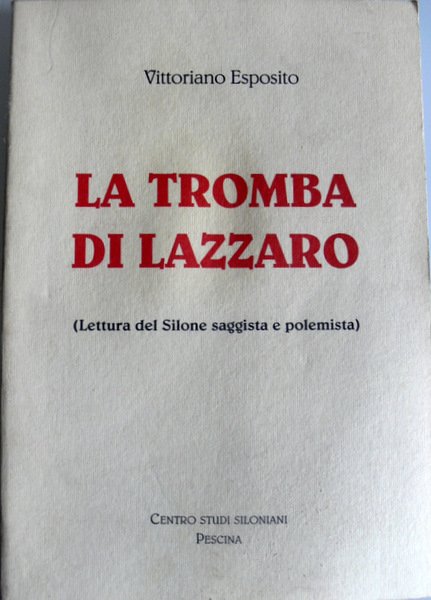 Vittoriano Esposito
LA TROMBA
DI LAZZARO
(Lettura del Silone saggista e polemista)
CENTRO STUDI SILONIANI
PESCINA